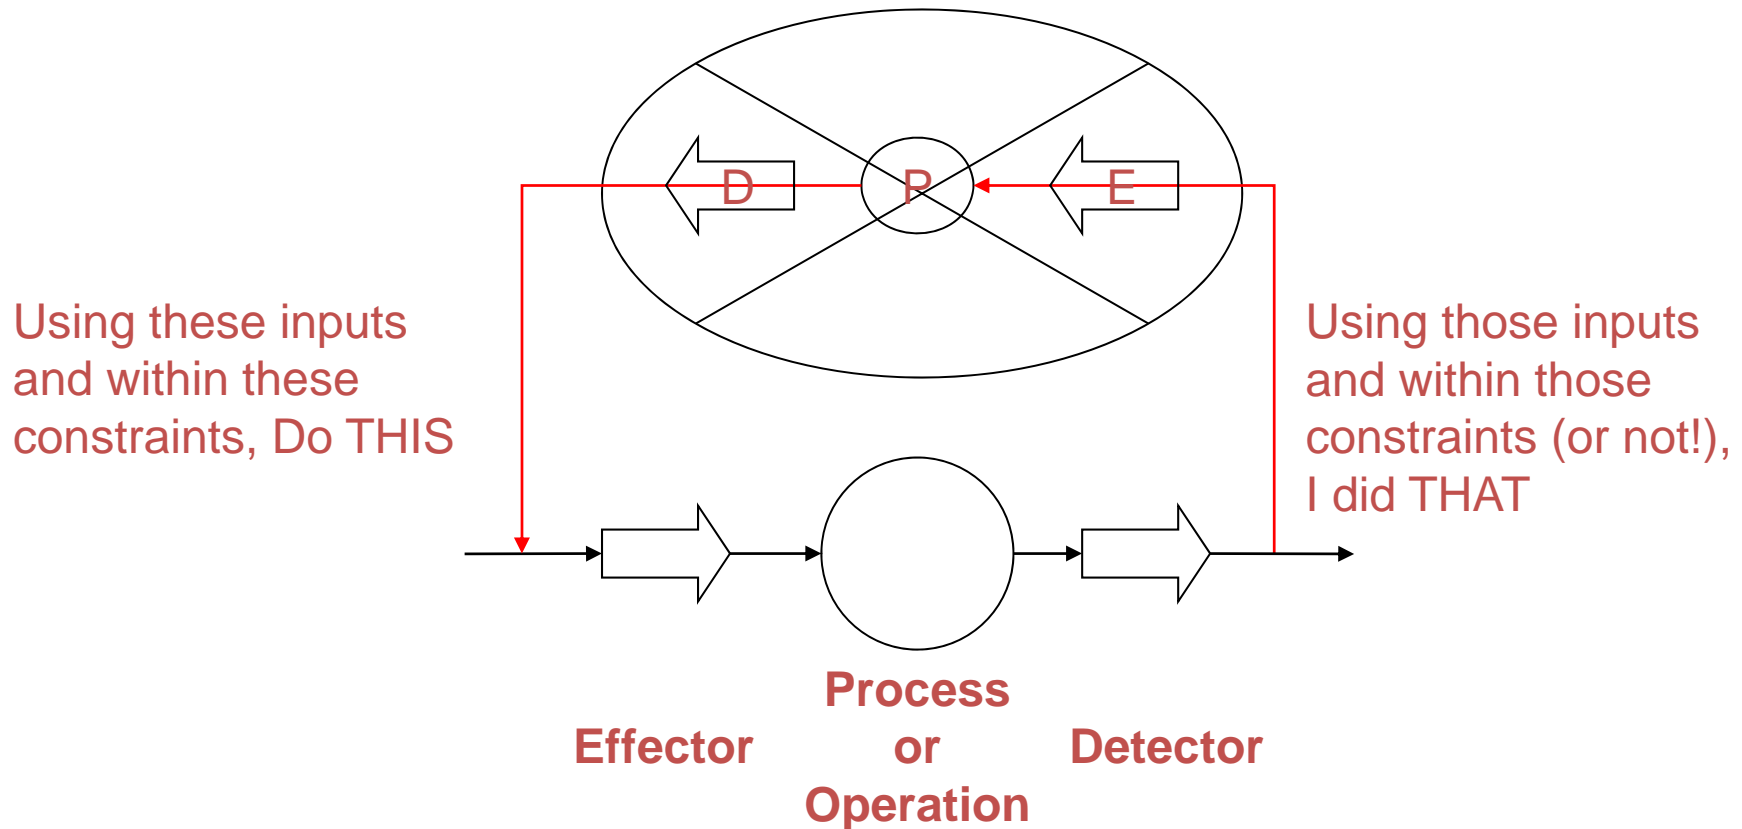 D
P
E
Using these inputs
and within these
constraints, Do THIS
Using those inputs
and within those
constraints (or not!),
I did THAT
Effector
Process
or
Operation
Detector